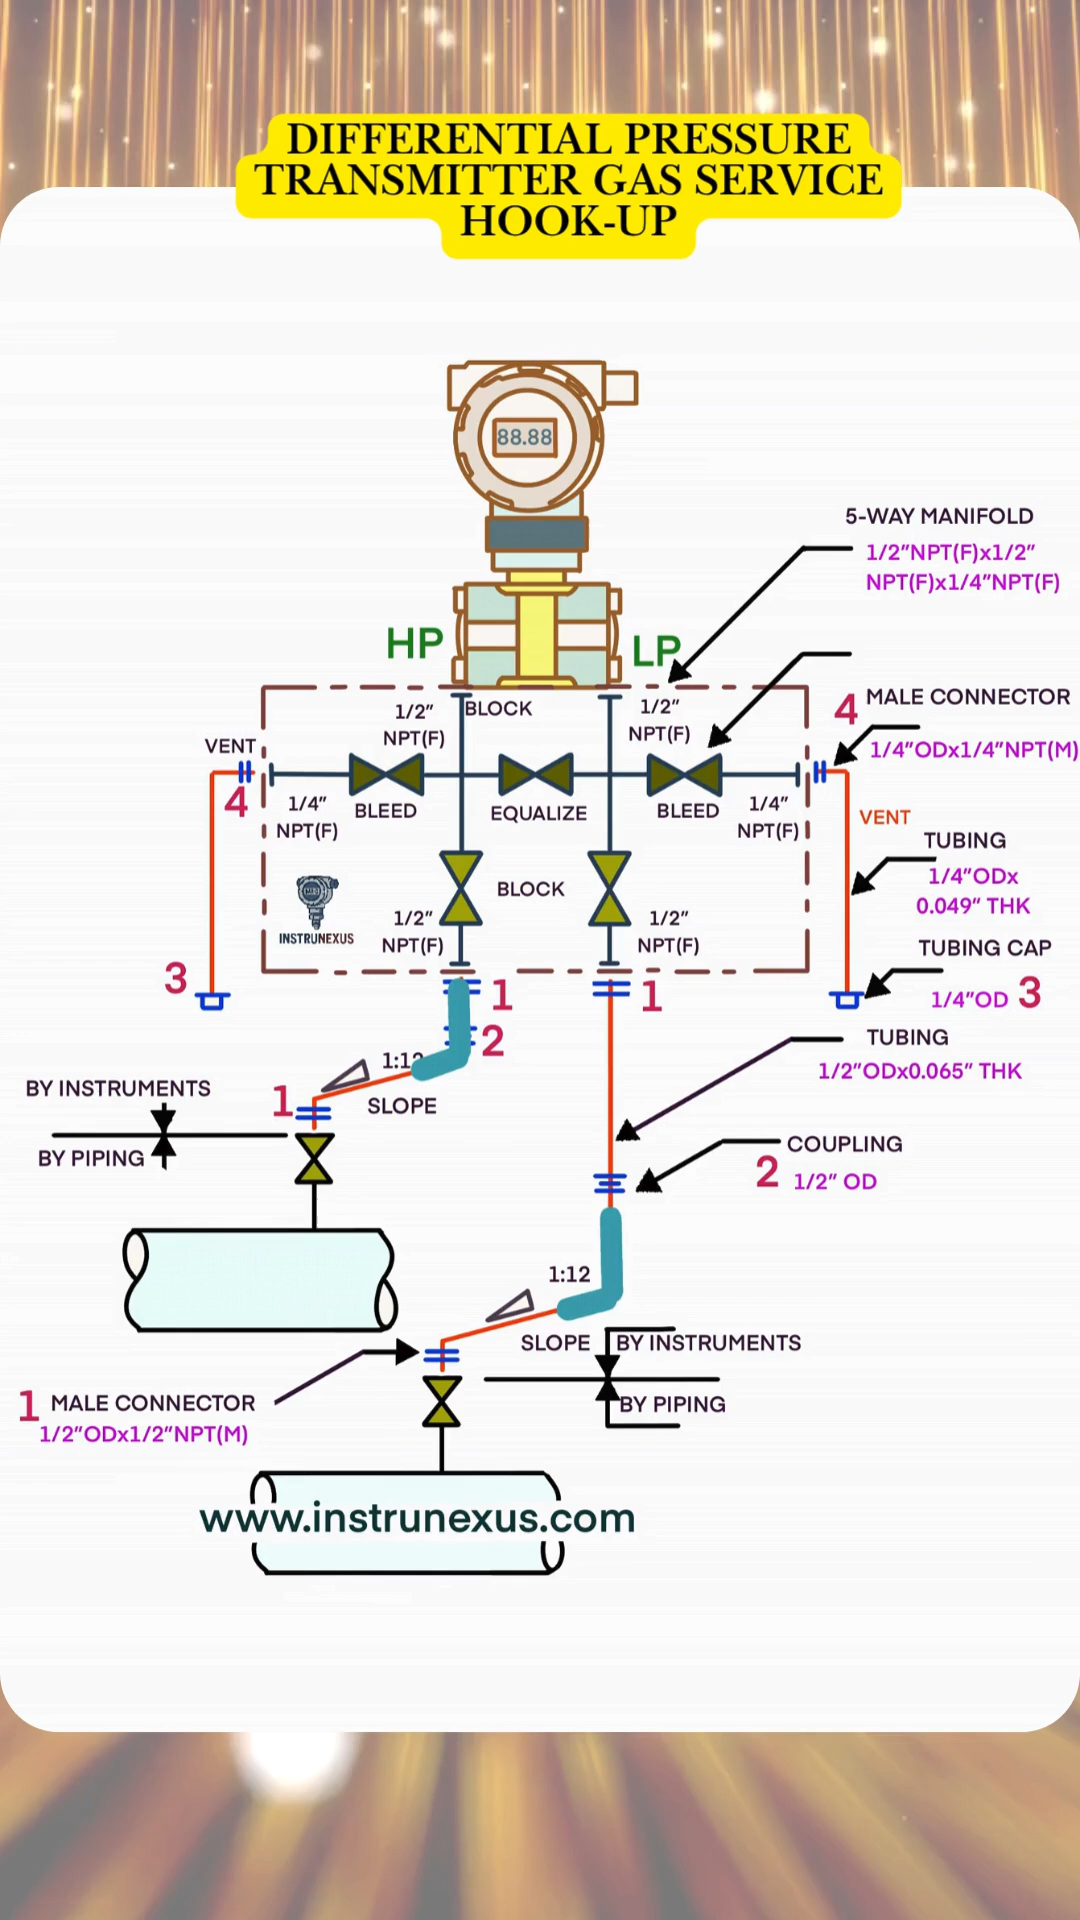 DIFFERENTIAL PRESSURE
TRANSMITTER GAS SERVICE
HOOK-UP
88.88
5-WAY MANIFOLD
1/2"NPT(F)x1/2"
NPT(F)x1/4"NPT(F)
HP
LP
BLOCK
1/2"
NPT(F)
1/2"
NPT(F)
4
MALE CONNECTOR
1/4"ODx1/4"NPT(M)
VENT
4
1/4"
NPT(F)
BLEED
EQUALIZE
BLEED
1/4"
NPT(F)
VENT
TUBING
1/4"ODx
0.049" THK
BLOCK
INSTRUNEXUS
1/2"
NPT(F)
1/2"
NPT(F)
TUBING CAP
1/4"OD
3
3
1
1
2
TUBING
1/2"ODx0.065" THK
1:12
SLOPE
BY INSTRUMENTS
BY PIPING
1
COUPLING
2
1/2" OD
1:12
SLOPE
BY INSTRUMENTS
BY PIPING
1
MALE CONNECTOR
1/2"ODx1/2"NPT(M)
www.instrunexus.com